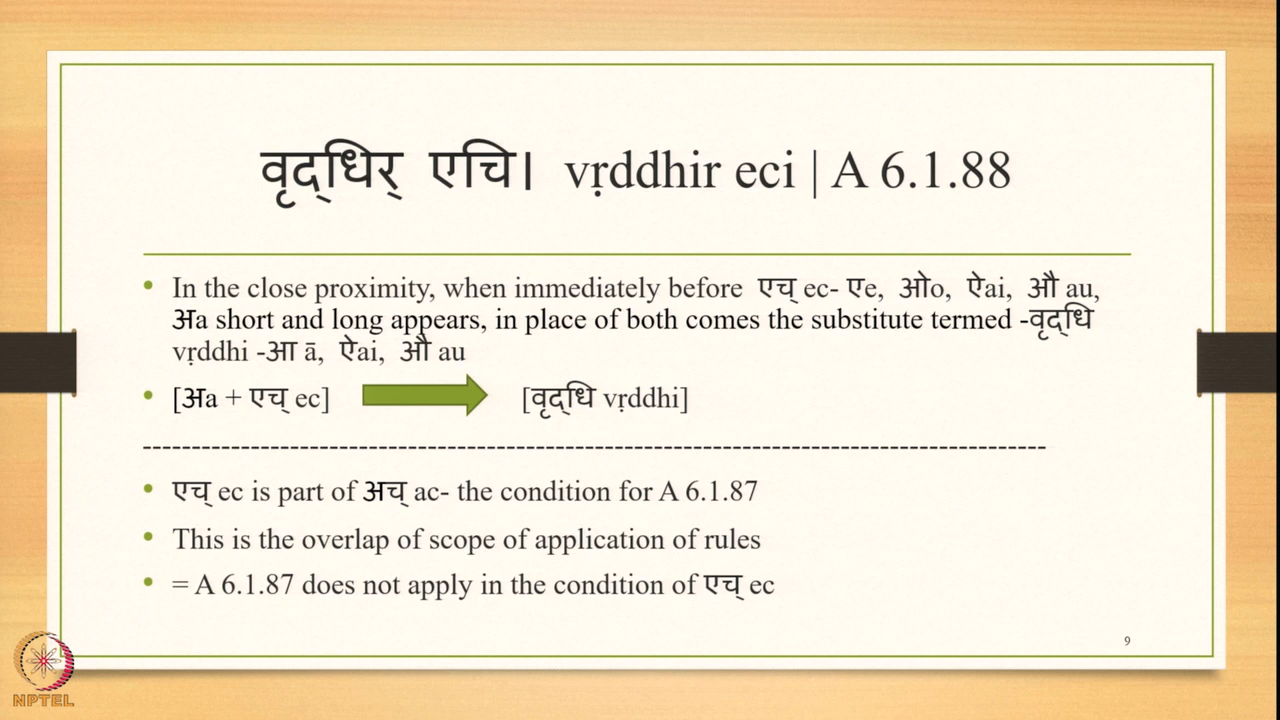 वृद्‌धिर् एचि। vṛddhir eci | A 6.1.88
• In the close proximity, when immediately before एच् ec- एe, ओo, ऐai, औ au,
अa short and long appears, in place of both comes the substitute termed -वृद्‌धि
vṛddhi -आ ā, ऐai, औ au
• [अa + एच् ec] [वृद्‌धि vṛddhi]
--------------------------------------------------------------------------------------------
• एच् ec is part of अच् ac- the condition for A 6.1.87
• This is the overlap of scope of application of rules
• = A 6.1.87 does not apply in the condition of एच् ec
9
NPTEL